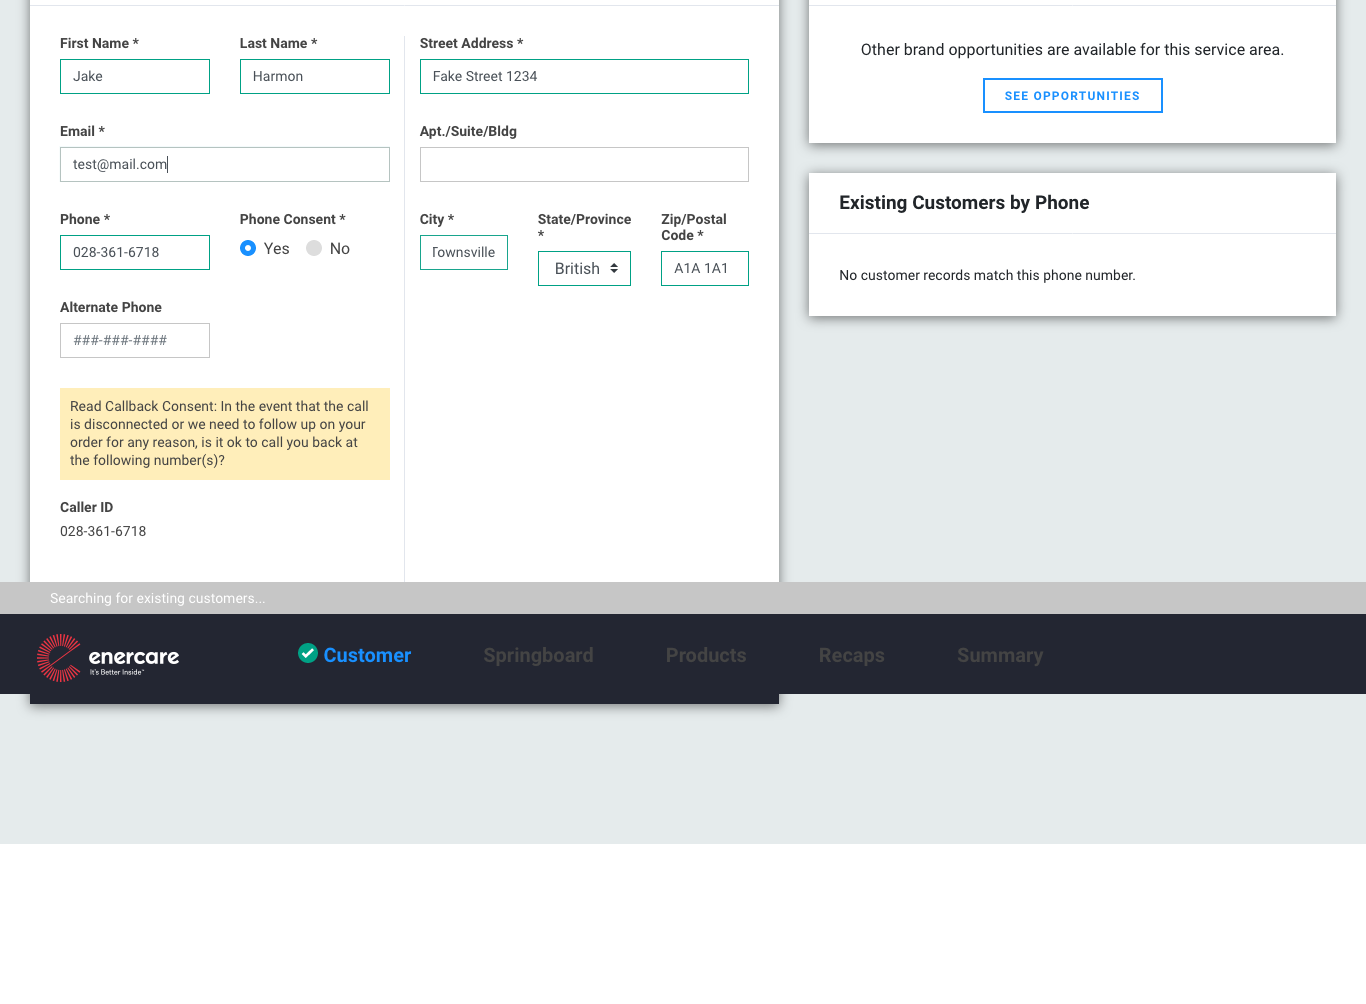 First Name *
Last Name *
Street Address *
Jake
Harmon
Fake Street 1234
Email *
Apt./Suite/Bldg
test@mail.com
Phone *
Phone Consent *
City *
State/Province
*
Zip/Postal
Code *
028-361-6718
Yes
No
Townsville
British
A1A 1A1
Alternate Phone
###-###-####
Read Callback Consent: In the event that the call
is disconnected or we need to follow up on your
order for any reason, is it ok to call you back at
the following number(s)?
Caller ID
028-361-6718
Other brand opportunities are available for this service area.
SEE OPPORTUNITIES
Existing Customers by Phone
No customer records match this phone number.
Searching for existing customers...
enercare
It's Better Inside™
Customer
Springboard
Products
Recaps
Summary